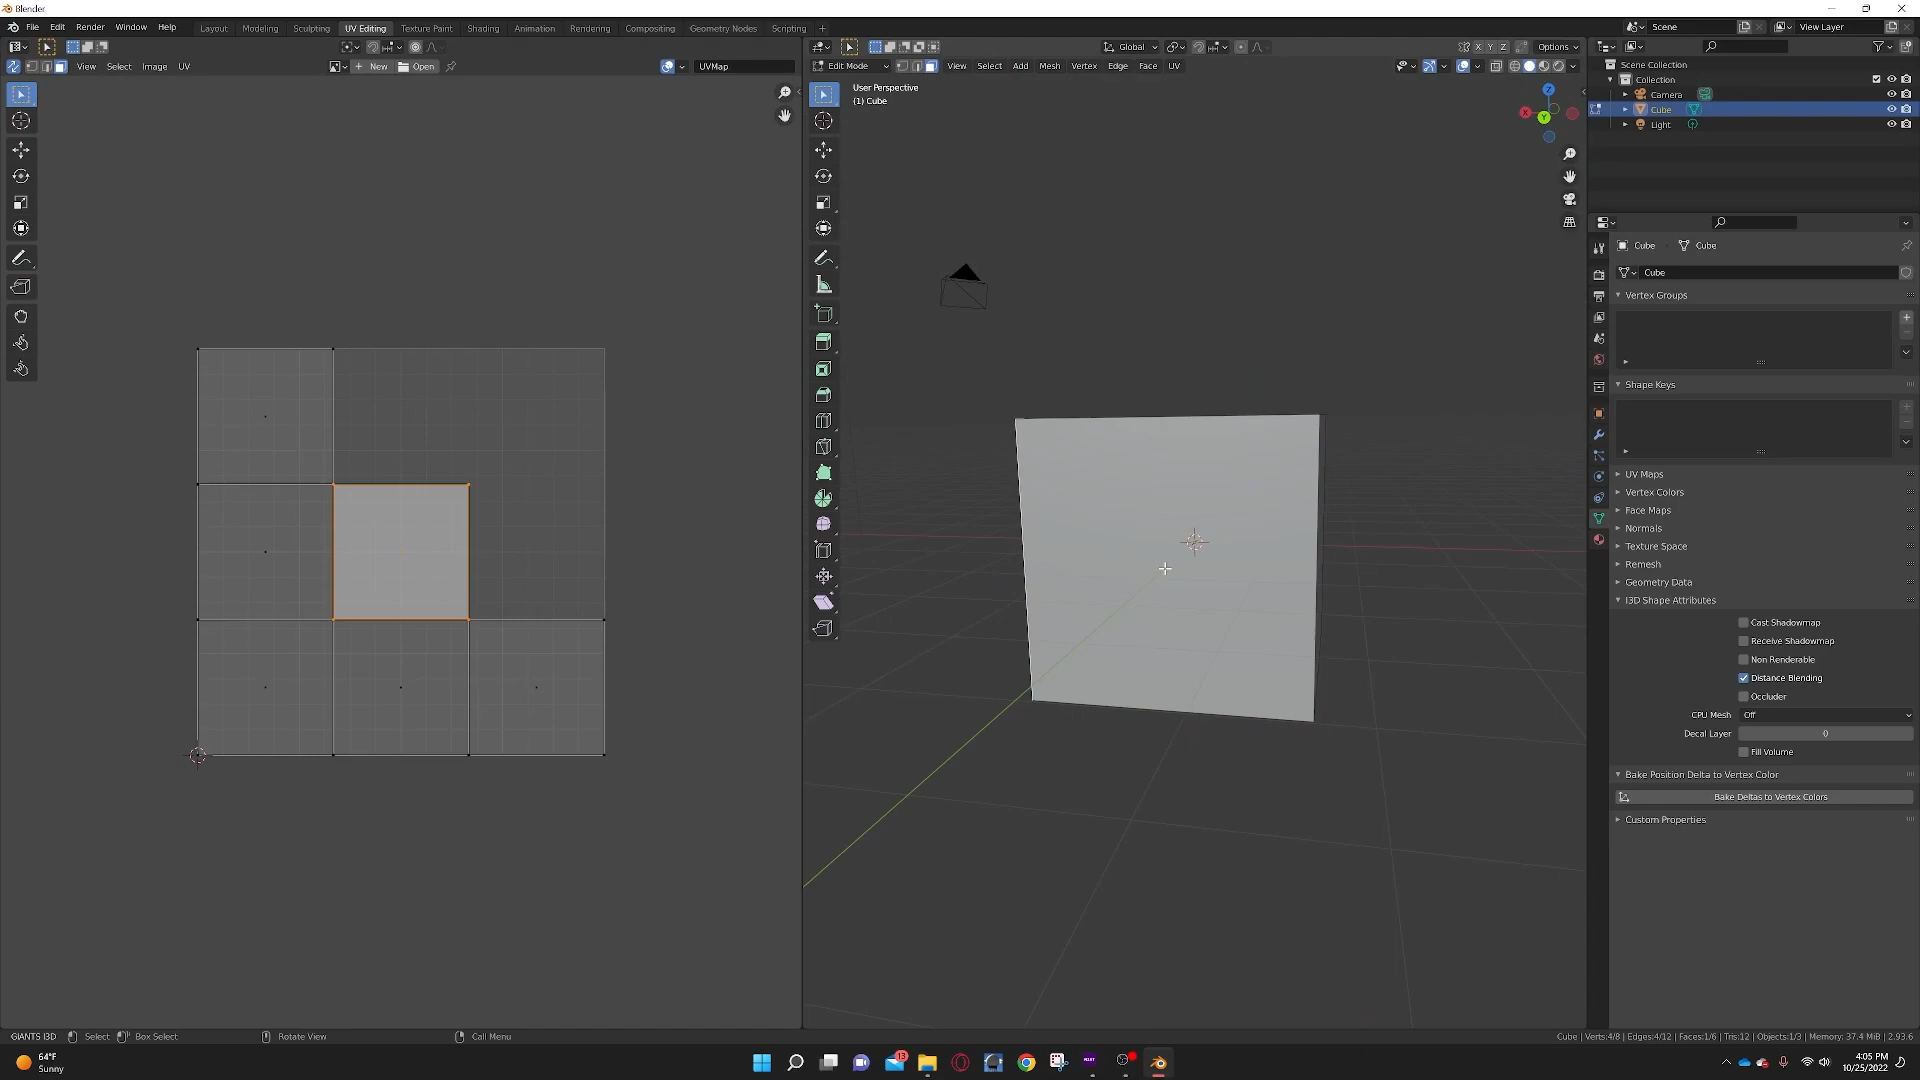 Blender
File Edit Render Window Help Layout Modeling Sculpting UV Editing Texture Paint Shading Animation Rendering Compositing Geometry Nodes Scripting + Scene View Layer
Global X Y Z Options
View Select Image UV + New Open UVMap Edit Mode View Select Add Mesh Vertex Edge Face UV
User Perspective
(1) Cube
Z
X
Y
Scene Collection
Collection
Camera
Cube
Light
Cube Cube
Cube
Vertex Groups
Shape Keys
UV Maps
Vertex Colors
Face Maps
Normals
Texture Space
Remesh
Geometry Data
I3D Shape Attributes
Cast Shadowmap
Receive Shadowmap
Non Renderable
Distance Blending
Occluder
CPU Mesh Off
Decal Layer 0
Fill Volume
Bake Position Delta to Vertex Color
Bake Deltas to Vertex Colors
Custom Properties
GIANTS I3D Select Box Select Rotate View Call Menu Cube | Verts:4/8 | Edges:4/12 | Faces:1/6 | Tris:12 | Objects:1/3 | Memory: 37.4 MiB | 2.93.6
64°F
Sunny
13
4:05 PM
10/25/2022